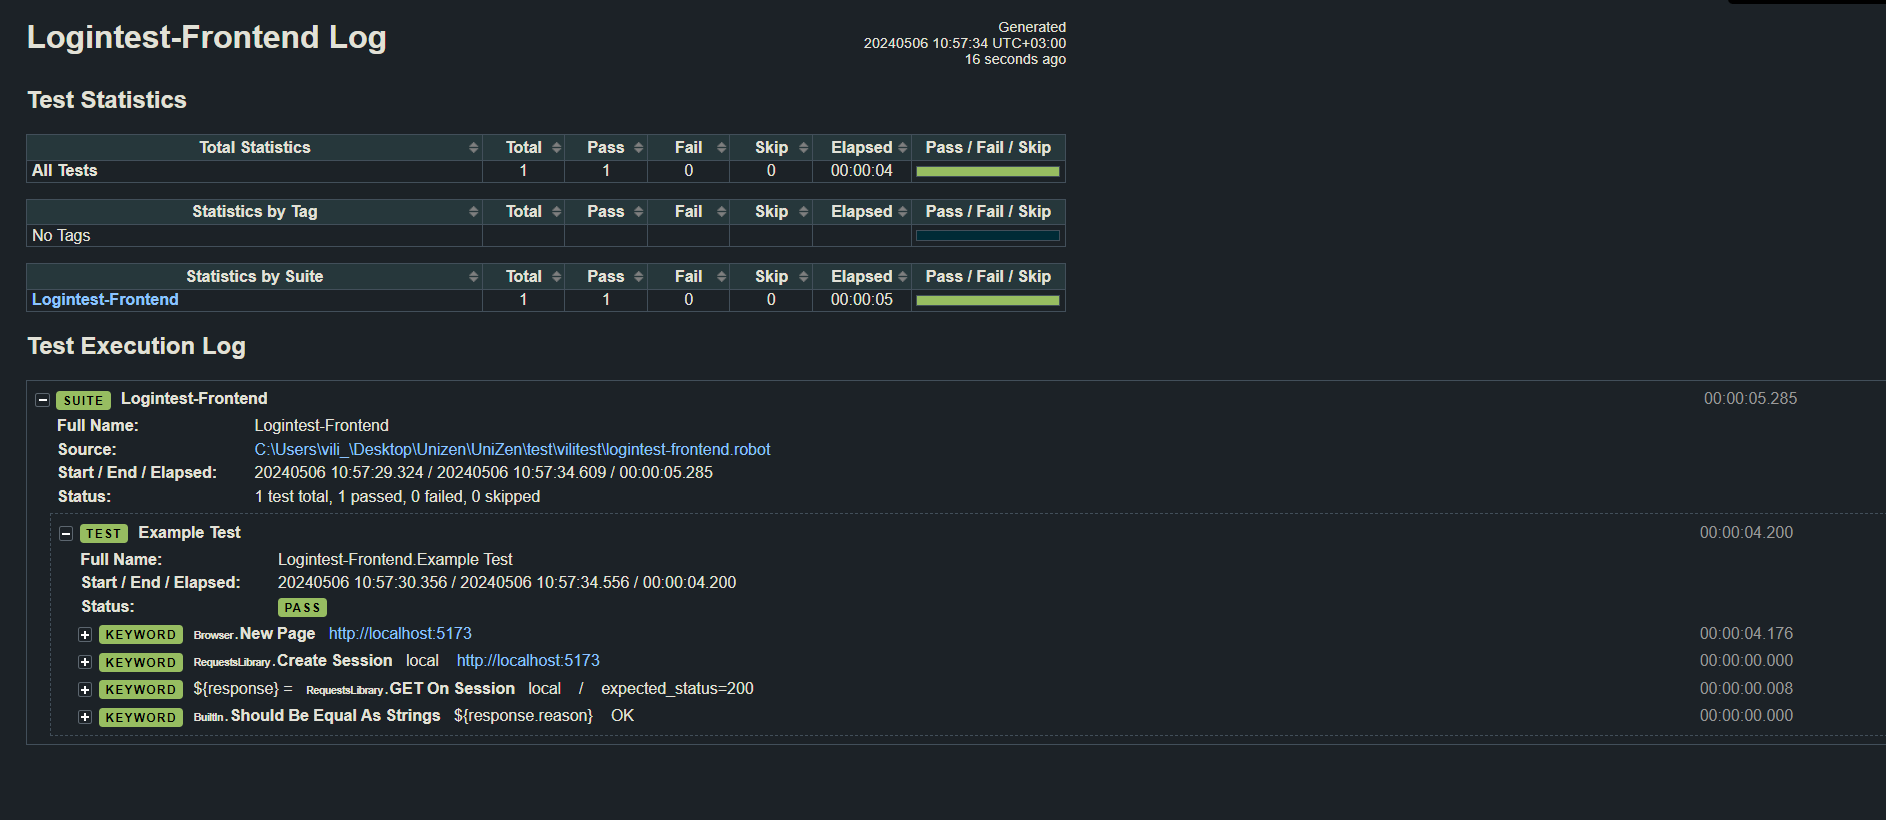 Logintest-Frontend Log
Generated
20240506 10:57:34 UTC+03:00
16 seconds ago
Test Statistics
Total Statistics Total Pass Fail Skip Elapsed Pass / Fail / Skip
All Tests 1 1 0 0 00:00:04
Statistics by Tag Total Pass Fail Skip Elapsed Pass / Fail / Skip
No Tags
Statistics by Suite Total Pass Fail Skip Elapsed Pass / Fail / Skip
Logintest-Frontend 1 1 0 0 00:00:05
Test Execution Log
SUITE Logintest-Frontend 00:00:05.285
Full Name: Logintest-Frontend
Source: C:\Users\vili_\Desktop\Unizen\UniZen\test\vilitest\logintest-frontend.robot
Start / End / Elapsed: 20240506 10:57:29.324 / 20240506 10:57:34.609 / 00:00:05.285
Status: 1 test total, 1 passed, 0 failed, 0 skipped
TEST Example Test 00:00:04.200
Full Name: Logintest-Frontend.Example Test
Start / End / Elapsed: 20240506 10:57:30.356 / 20240506 10:57:34.556 / 00:00:04.200
Status: PASS
KEYWORD Browser.New Page http://localhost:5173 00:00:04.176
KEYWORD RequestsLibrary.Create Session local http://localhost:5173 00:00:00.000
KEYWORD ${response} = RequestsLibrary.GET On Session local / expected_status=200 00:00:00.008
KEYWORD BuiltIn.Should Be Equal As Strings ${response.reason} OK 00:00:00.000